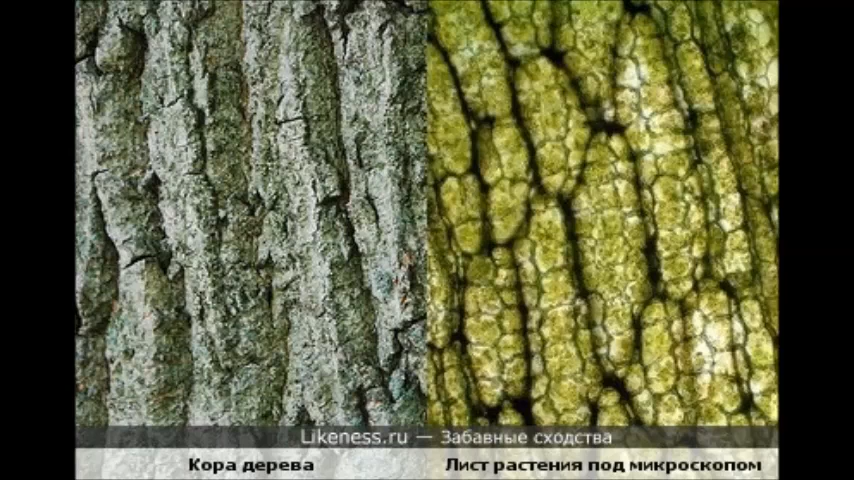 Likeness.ru — Забавные сходства
Кора дерева
Лист растения под микроскопом